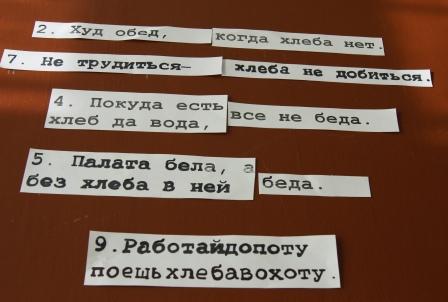 2. Худ обед, когда хлеба нет.
7. Не трудиться— хлеба не добиться.
4. Покуда есть
хлеб да вода, все не беда.
5. Палата бела, а
без хлеба в ней беда.
9.Работайдопоту
поешьхлебавохоту.